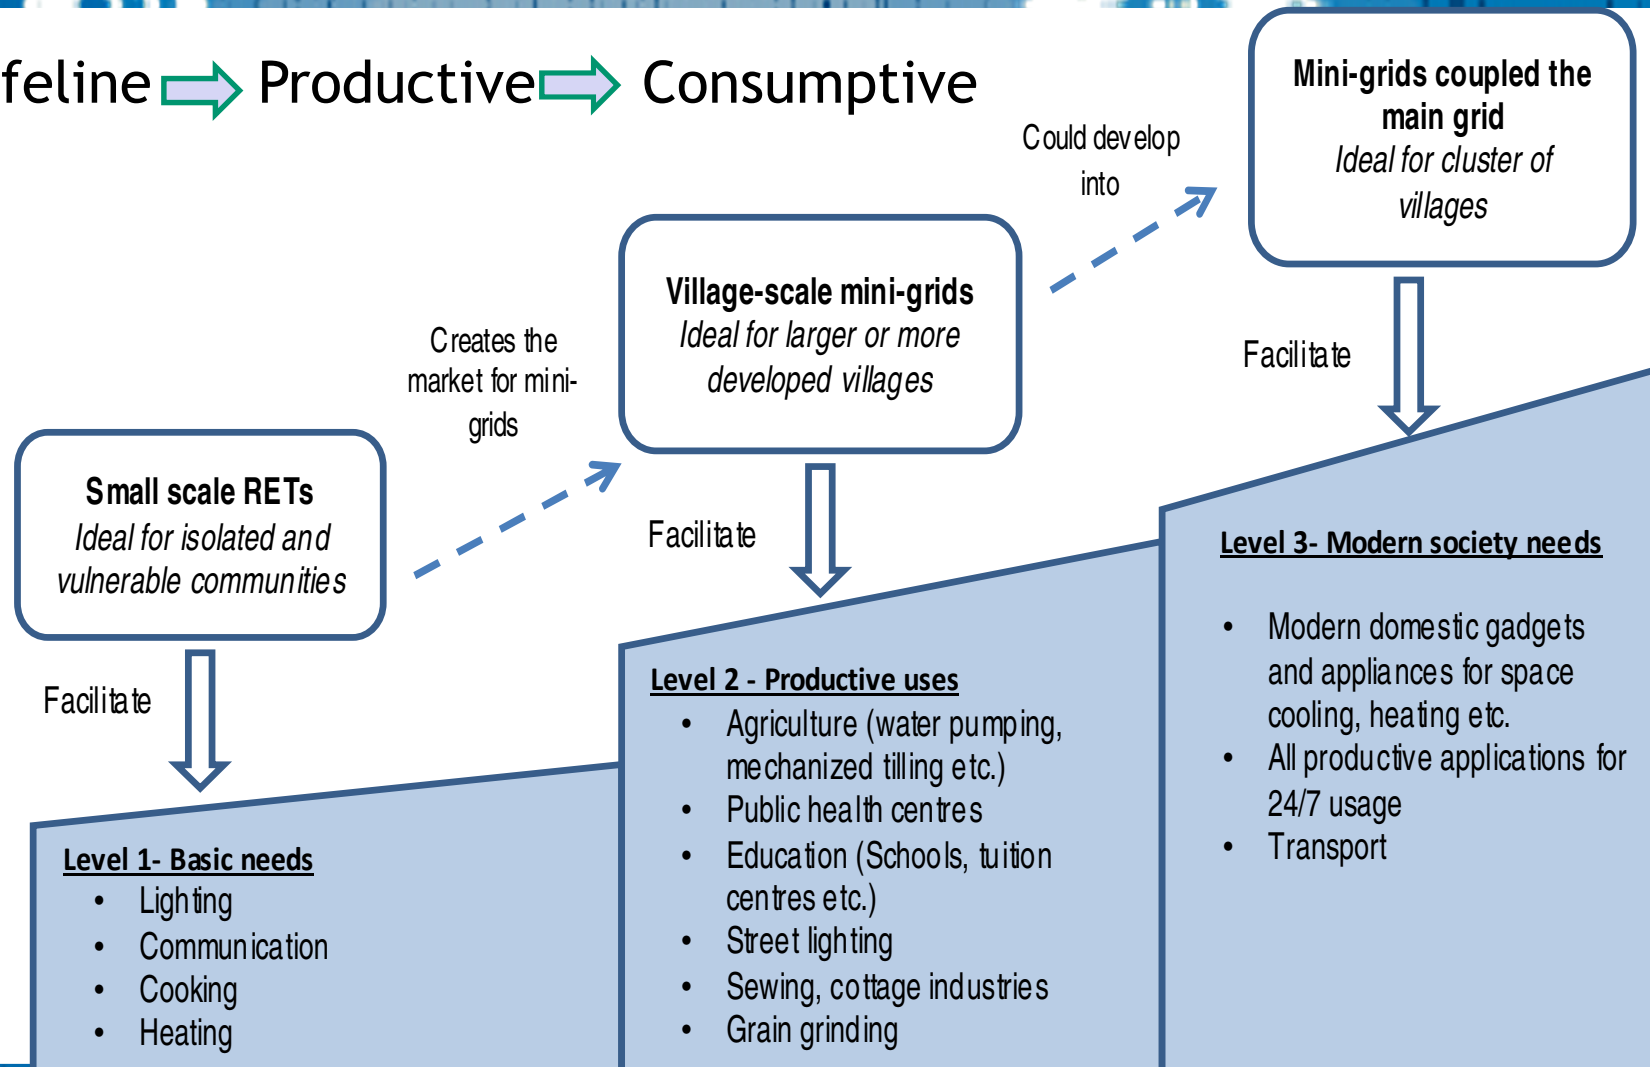 feline Productive Consumptive
Mini-grids coupled the
main grid
Ideal for cluster of
villages
Could develop
into
Village-scale mini-grids
Ideal for larger or more
developed villages
Creates the
market for mini-
grids
Facilitate
Small scale RETs
Ideal for isolated and
vulnerable communities
Facilitate
Facilitate
Level 1- Basic needs
• Lighting
• Communication
• Cooking
• Heating
Level 2 - Productive uses
• Agriculture (water pumping,
mechanized tilling etc.)
• Public health centres
• Education (Schools, tuition
centres etc.)
• Street lighting
• Sewing, cottage industries
• Grain grinding
Level 3- Modern society needs
• Modern domestic gadgets
and appliances for space
cooling, heating etc.
• All productive applications for
24/7 usage
• Transport